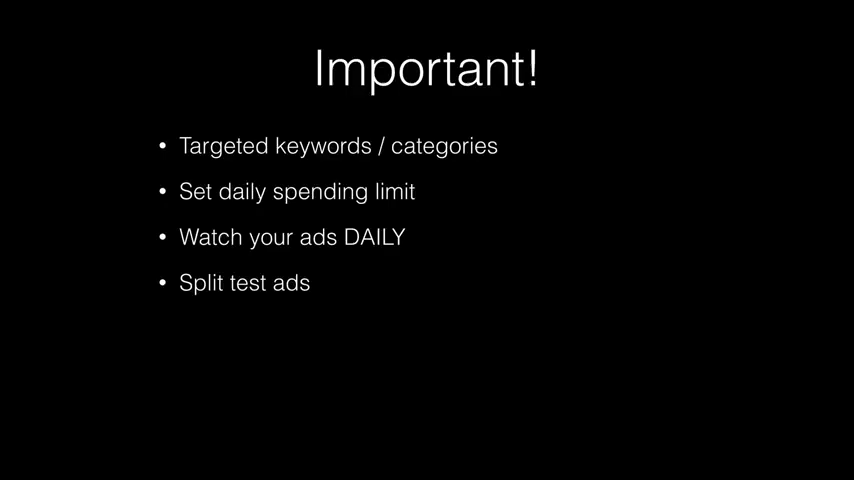 Important!
• Targeted keywords / categories
• Set daily spending limit
• Watch your ads DAILY
• Split test ads